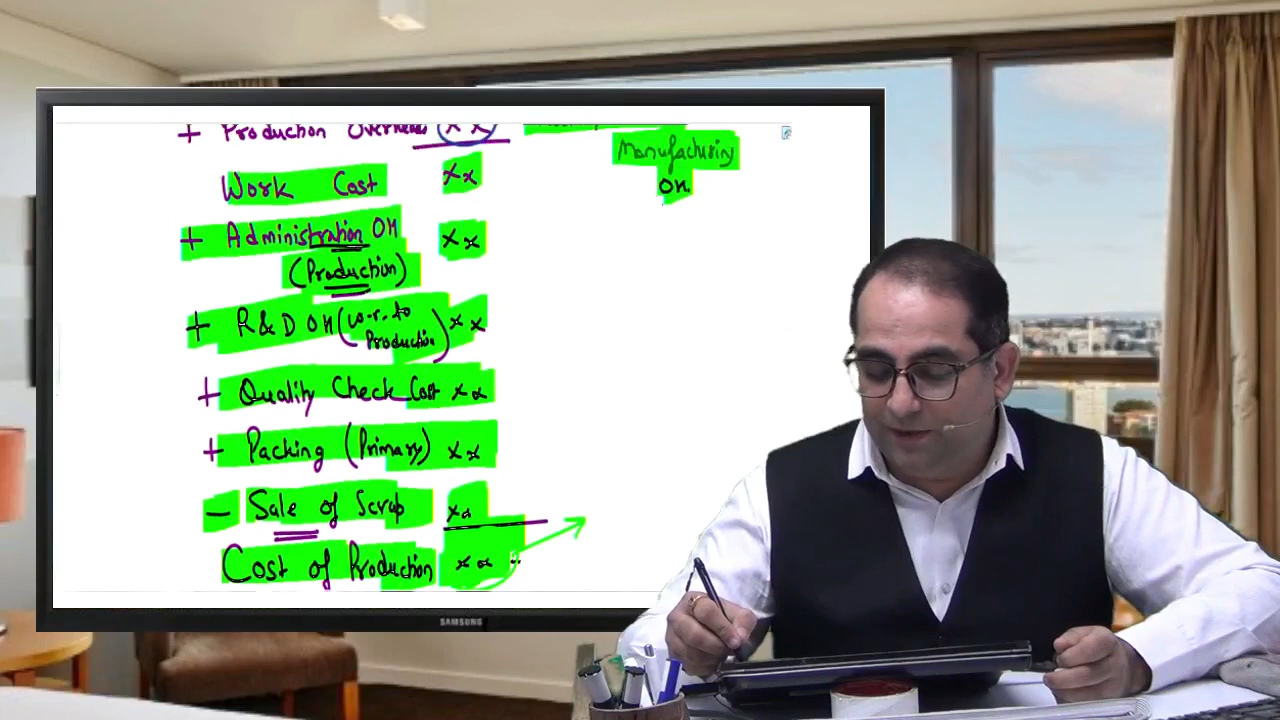 + Production Overheads xx
Manufacturing
OH.
Work Cost xx
+ Administration OH xx
(Production)
+ R&D OH (w.r.to Production) xx
+ Quality Check Cost xx
+ Packing (Primary) xx
- Sale of Scrap xx
Cost of Production xx
SAMSUNG